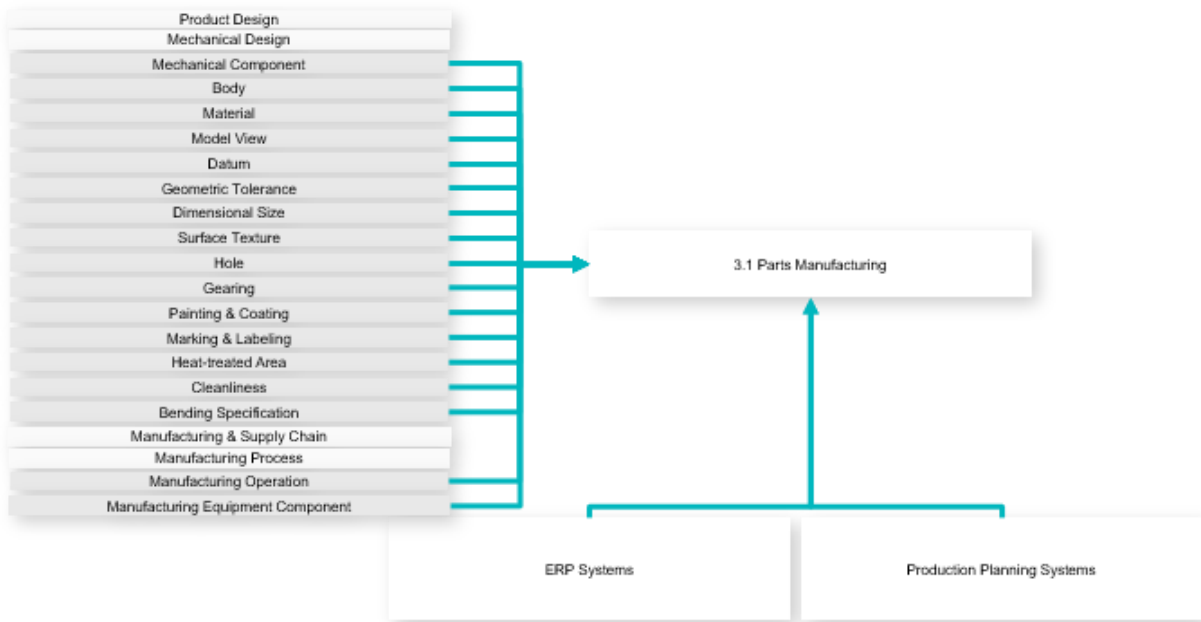 Product Design
Mechanical Design
Mechanical Component
Body
Material
Model View
Datum
Geometric Tolerance
Dimensional Size
Surface Texture
Hole
Gearing
Painting & Coating
Marking & Labeling
Heat-treated Area
Cleanliness
Bending Specification
Manufacturing & Supply Chain
Manufacturing Process
Manufacturing Operation
Manufacturing Equipment Component
3.1 Parts Manufacturing
ERP Systems
Production Planning Systems